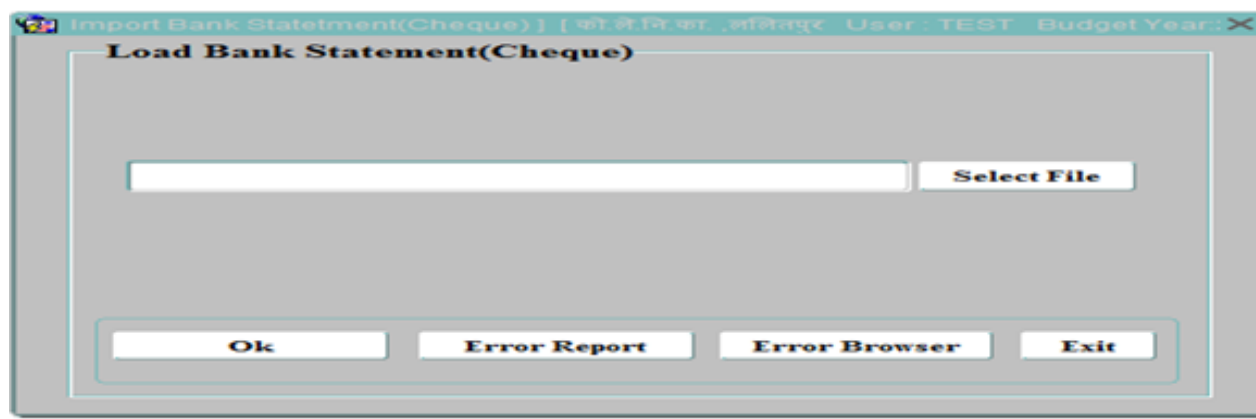 Import Bank Statetment(Cheque) ] [ को.ले.नि.का. ,ललितपुर User : TEST Budget Year::
Load Bank Statement(Cheque)
Select File
Ok Error Report Error Browser Exit